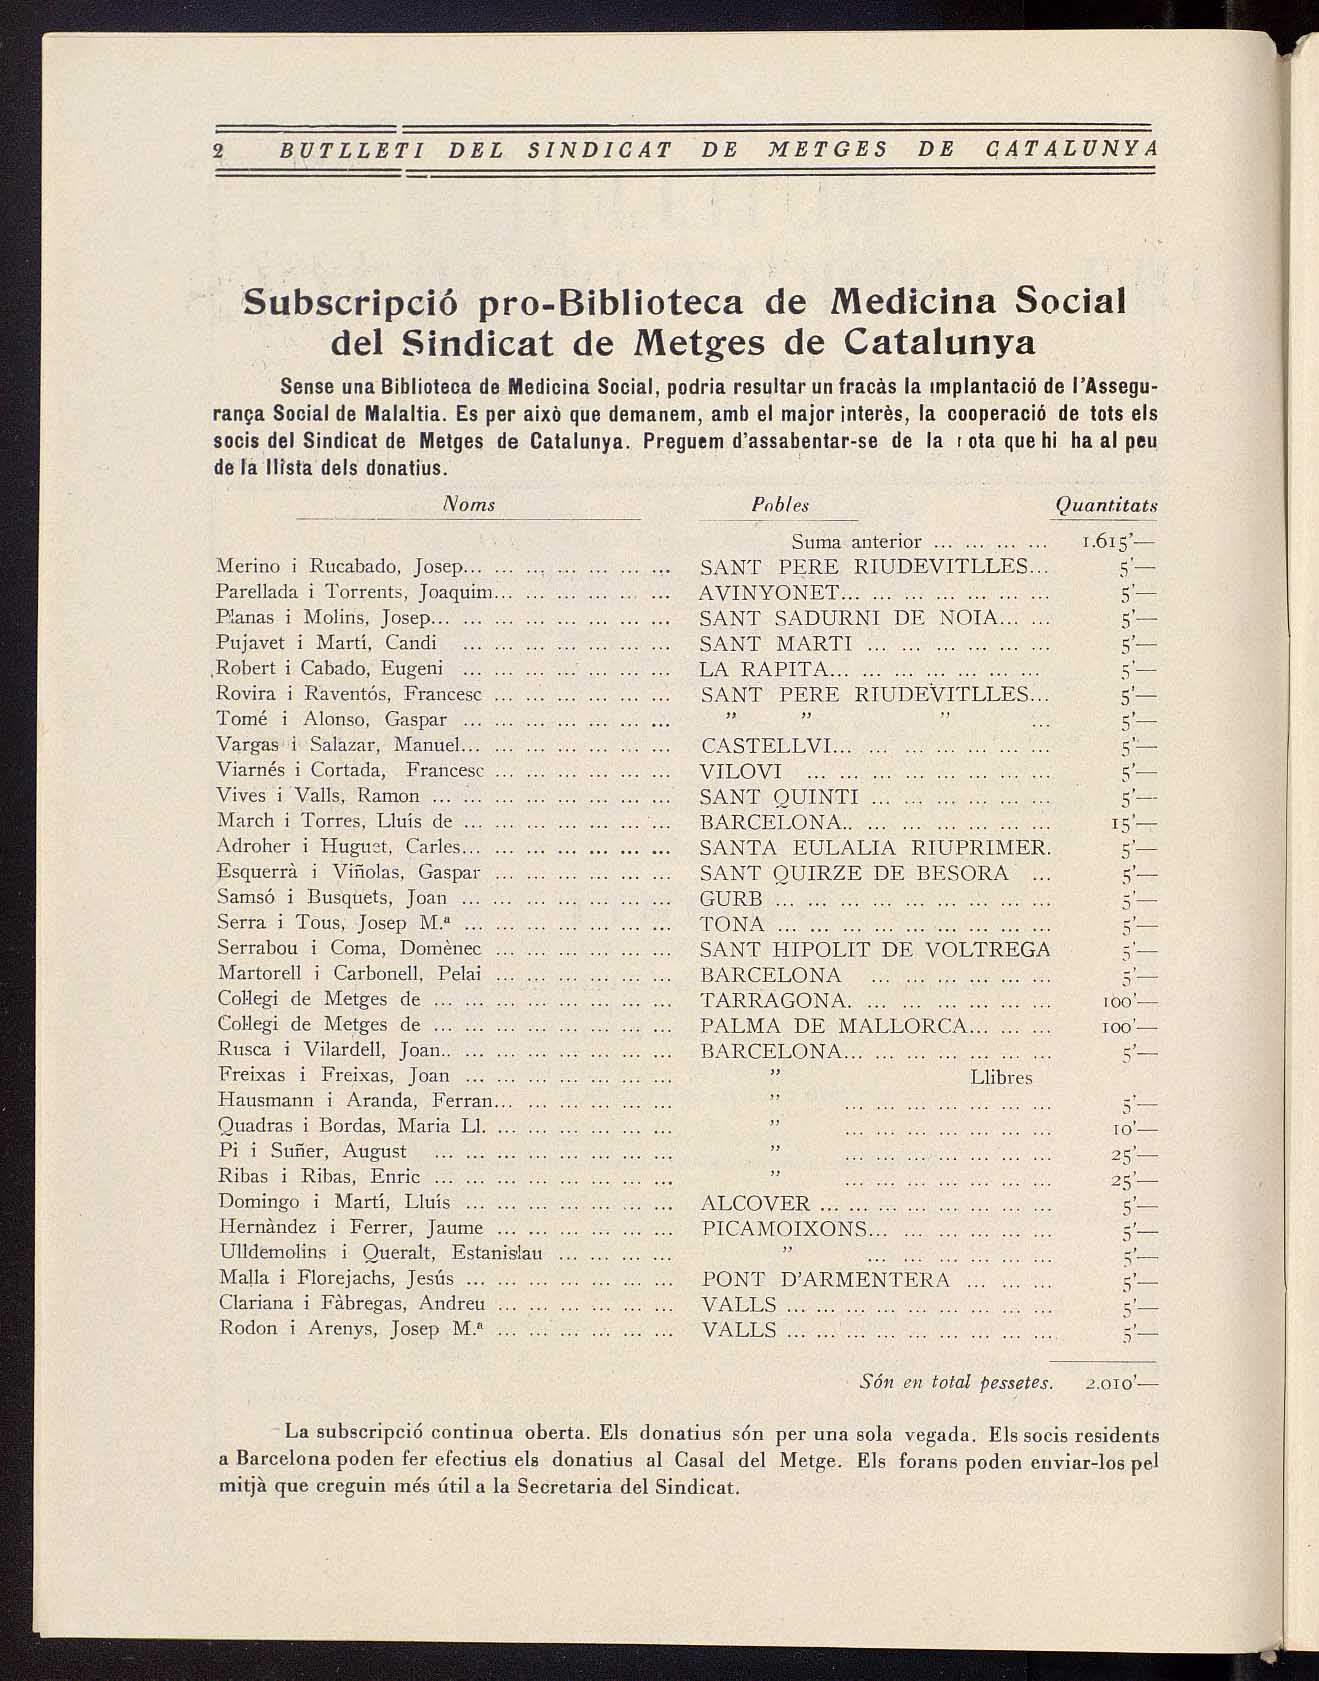 2 BUTLLETI DEL SINDICAT DE METGES DE CATALUNYA
Subscripció pro-Biblioteca de Medicina Social
del Sindicat de Metges de Catalunya
Sense una Biblioteca de Medicina Social, podria resultar un fracàs la implantació de l'Assegu-
rança Social de Malaltia. Es per això que demanem, amb el major interès, la cooperació de tots els
socis del Sindicat de Metges de Catalunya. Preguem d'assabentar-se de la rota que hi ha al peu
de la llista dels donatius.
Noms Pobles Quantitats
Suma anterior ... ... ... ... 1.615'—
Merino i Rucabado, Josep... ... ... ... ... ... ... SANT PERE RIUDEVITLLES... 5'—
Parellada i Torrents, Joaquim... ... ... ... ... ... AVINYONET... ... ... ... ... ... ... 5'—
Planas i Molins, Josep... ... ... ... ... ... ... ... SANT SADURNI DE NOIA... ... 5'—
Pujavet i Martí, Candi ... ... ... ... ... ... ... SANT MARTI ... ... ... ... ... ... 5'—
Robert i Cabado, Eugeni ... ... ... ... ... ... ... LA RAPITA... ... ... ... ... ... ... 5'—
Rovira i Raventós, Francesc ... ... ... ... ... ... SANT PERE RIUDEVITLLES... 5'—
Tomé i Alonso, Gaspar ... ... ... ... ... ... ... " " " ... 5'—
Vargas i Salazar, Manuel... ... ... ... ... ... ... CASTELLVI... ... ... ... ... ... ... 5'—
Viarnés i Cortada, Francesc ... ... ... ... ... ... VILOVI ... ... ... ... ... ... ... ... 5'—
Vives i Valls, Ramon ... ... ... ... ... ... ... ... SANT QUINTI ... ... ... ... ... ... 5'—
March i Torres, Lluís de ... ... ... ... ... ... ... BARCELONA.. ... ... ... ... ... ... 15'—
Adroher i Huguet, Carles... ... ... ... ... ... ... SANTA EULALIA RIUPRIMER. 5'—
Esquerrà i Viñolas, Gaspar ... ... ... ... ... ... SANT QUIRZE DE BESORA ... 5'—
Samsó i Busquets, Joan ... ... ... ... ... ... ... GURB ... ... ... ... ... ... ... ... ... 5'—
Serra i Tous, Josep M.ª ... ... ... ... ... ... ... TONA ... ... ... ... ... ... ... ... ... 5'—
Serrabou i Coma, Domènec ... ... ... ... ... ... SANT HIPOLIT DE VOLTREGA 5'—
Martorell i Carbonell, Pelai ... ... ... ... ... ... BARCELONA ... ... ... ... ... ... 5'—
Col·legi de Metges de ... ... ... ... ... ... ... ... TARRAGONA. ... ... ... ... ... ... 100'—
Col·legi de Metges de ... ... ... ... ... ... ... ... PALMA DE MALLORCA... ... ... 100'—
Rusca i Vilardell, Joan.. ... ... ... ... ... ... ... BARCELONA... ... ... ... ... ... ... 5'—
Freixas i Freixas, Joan ... ... ... ... ... ... ... " Llibres
Hausmann i Aranda, Ferran... ... ... ... ... ... " ... ... ... ... ... ... ... 5'—
Quadras i Bordas, Maria Ll. ... ... ... ... ... ... " ... ... ... ... ... ... ... 10'—
Pi i Suñer, August ... ... ... ... ... ... ... ... " ... ... ... ... ... ... ... 25'—
Ribas i Ribas, Enric ... ... ... ... ... ... ... ... " ... ... ... ... ... ... ... 25'—
Domingo i Martí, Lluís ... ... ... ... ... ... ... ALCOVER ... ... ... ... ... ... ... ... 5'—
Hernàndez i Ferrer, Jaume ... ... ... ... ... ... PICAMOIXONS... ... ... ... ... ... 5'—
Ulldemolins i Queralt, Estanislau ... ... ... ... " ... ... ... ... ... ... 5'—
Malla i Florejachs, Jesús ... ... ... ... ... ... ... PONT D'ARMENTERA ... ... ... 5'—
Clariana i Fàbregas, Andreu ... ... ... ... ... ... VALLS ... ... ... ... ... ... ... ... ... 5'—
Rodon i Arenys, Josep M.ª ... ... ... ... ... ... VALLS ... ... ... ... ... ... ... ... ... 5'—
Són en total pessetes. 2.010'—
La subscripció continua oberta. Els donatius són per una sola vegada. Els socis residents
a Barcelona poden fer efectius els donatius al Casal del Metge. Els forans poden enviar-los pel
mitjà que creguin més útil a la Secretaria del Sindicat.